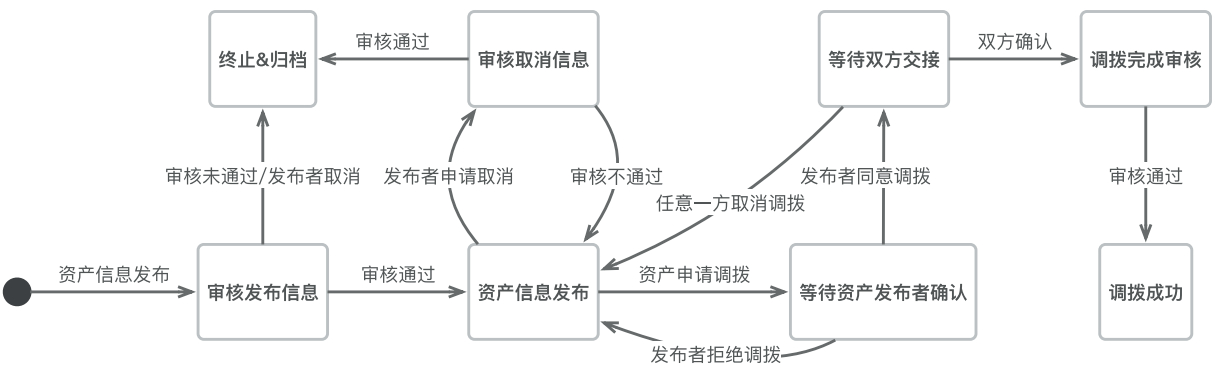 终止&归档
审核通过
审核取消信息
等待双方交接
双方确认
调拨完成审核
审核未通过/发布者取消
发布者申请取消
审核不通过
任意一方取消调拨
发布者同意调拨
审核通过
资产信息发布
审核发布信息
审核通过
资产信息发布
资产申请调拨
等待资产发布者确认
调拨成功
发布者拒绝调拨